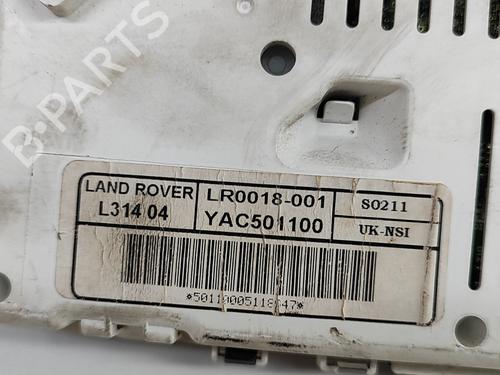 B-PARTS
LAND ROVER
L314 04
LR0018-001
YAC501100
S0211
UK-NSI